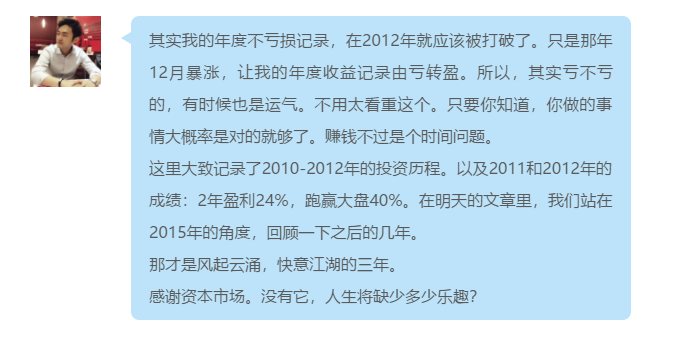 其实我的年度不亏损记录，在2012年就应该被打破了。只是那年
12月暴涨，让我的年度收益记录由亏转盈。所以，其实亏不亏
的，有时候也是运气。不用太看重这个。只要你知道，你做的事
情大概率是对的就够了。赚钱不过是个时间问题。
这里大致记录了2010-2012年的投资历程。以及2011和2012年的
成绩：2年盈利24%，跑赢大盘40%。在明天的文章里，我们站在
2015年的角度，回顾一下之后的几年。
那才是风起云涌，快意江湖的三年。
感谢资本市场。没有它，人生将缺少多少乐趣？